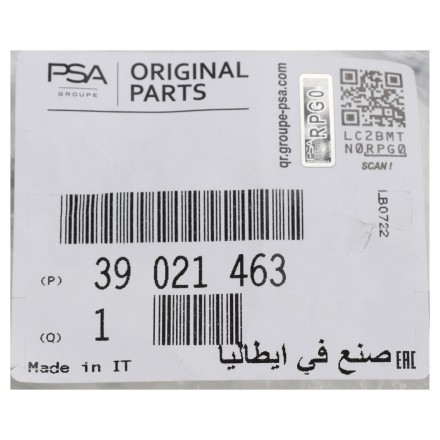 PSA
GROUPE
ORIGINAL
PARTS
qr.groupe-psa.com
RPG0
LC2BMT
N0RPG0
SCAN!
LB0722
(P) 39 021 463
(Q) 1
Made in IT
صنع في ايطاليا
EAC